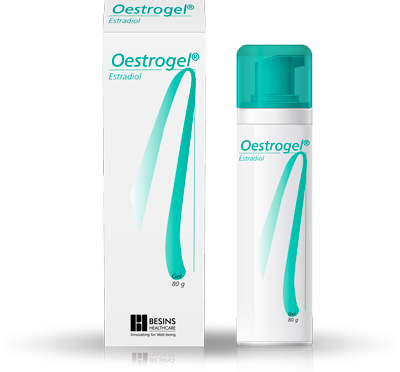 Oestrogel®
Estradiol
Oestrogel®
Estradiol
Gel
80 g
BESINS
HEALTHCARE
Innovating for Well-being
Oestrogel®
Estradiol
Gel
80 g